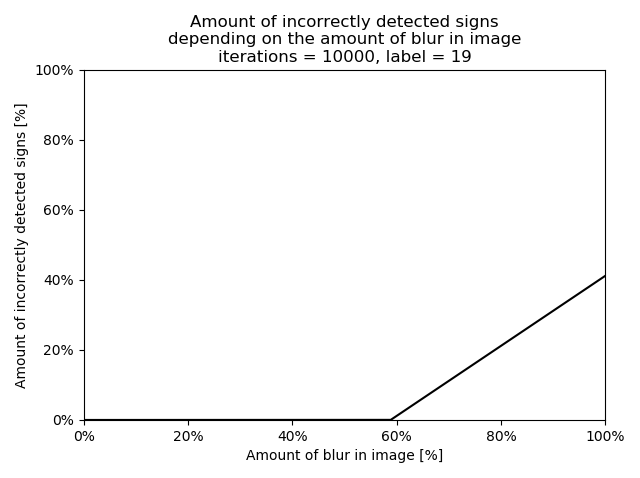 Amount of incorrectly detected signs
depending on the amount of blur in image
iterations = 10000, label = 19
Amount of incorrectly detected signs [%]
100%
80%
60%
40%
20%
0%
0% 20% 40% 60% 80% 100%
Amount of blur in image [%]